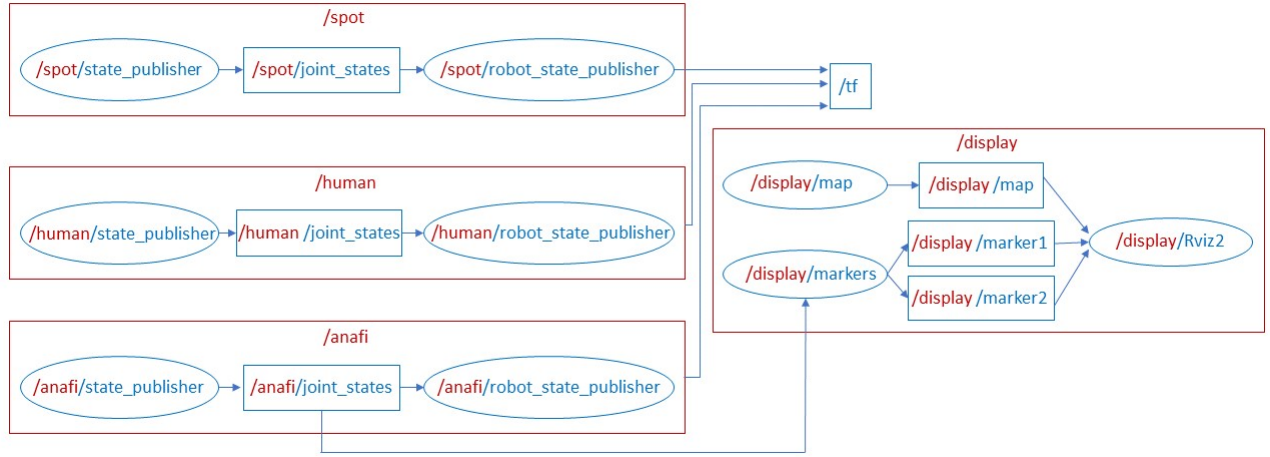 /spot
/spot/state_publisher
/spot/joint_states
/spot/robot_state_publisher
/tf
/human
/human/state_publisher
/human /joint_states
/human/robot_state_publisher
/anafi
/anafi/state_publisher
/anafi/joint_states
/anafi/robot_state_publisher
/display
/display/map
/display /map
/display/markers
/display /marker1
/display /marker2
/display/Rviz2